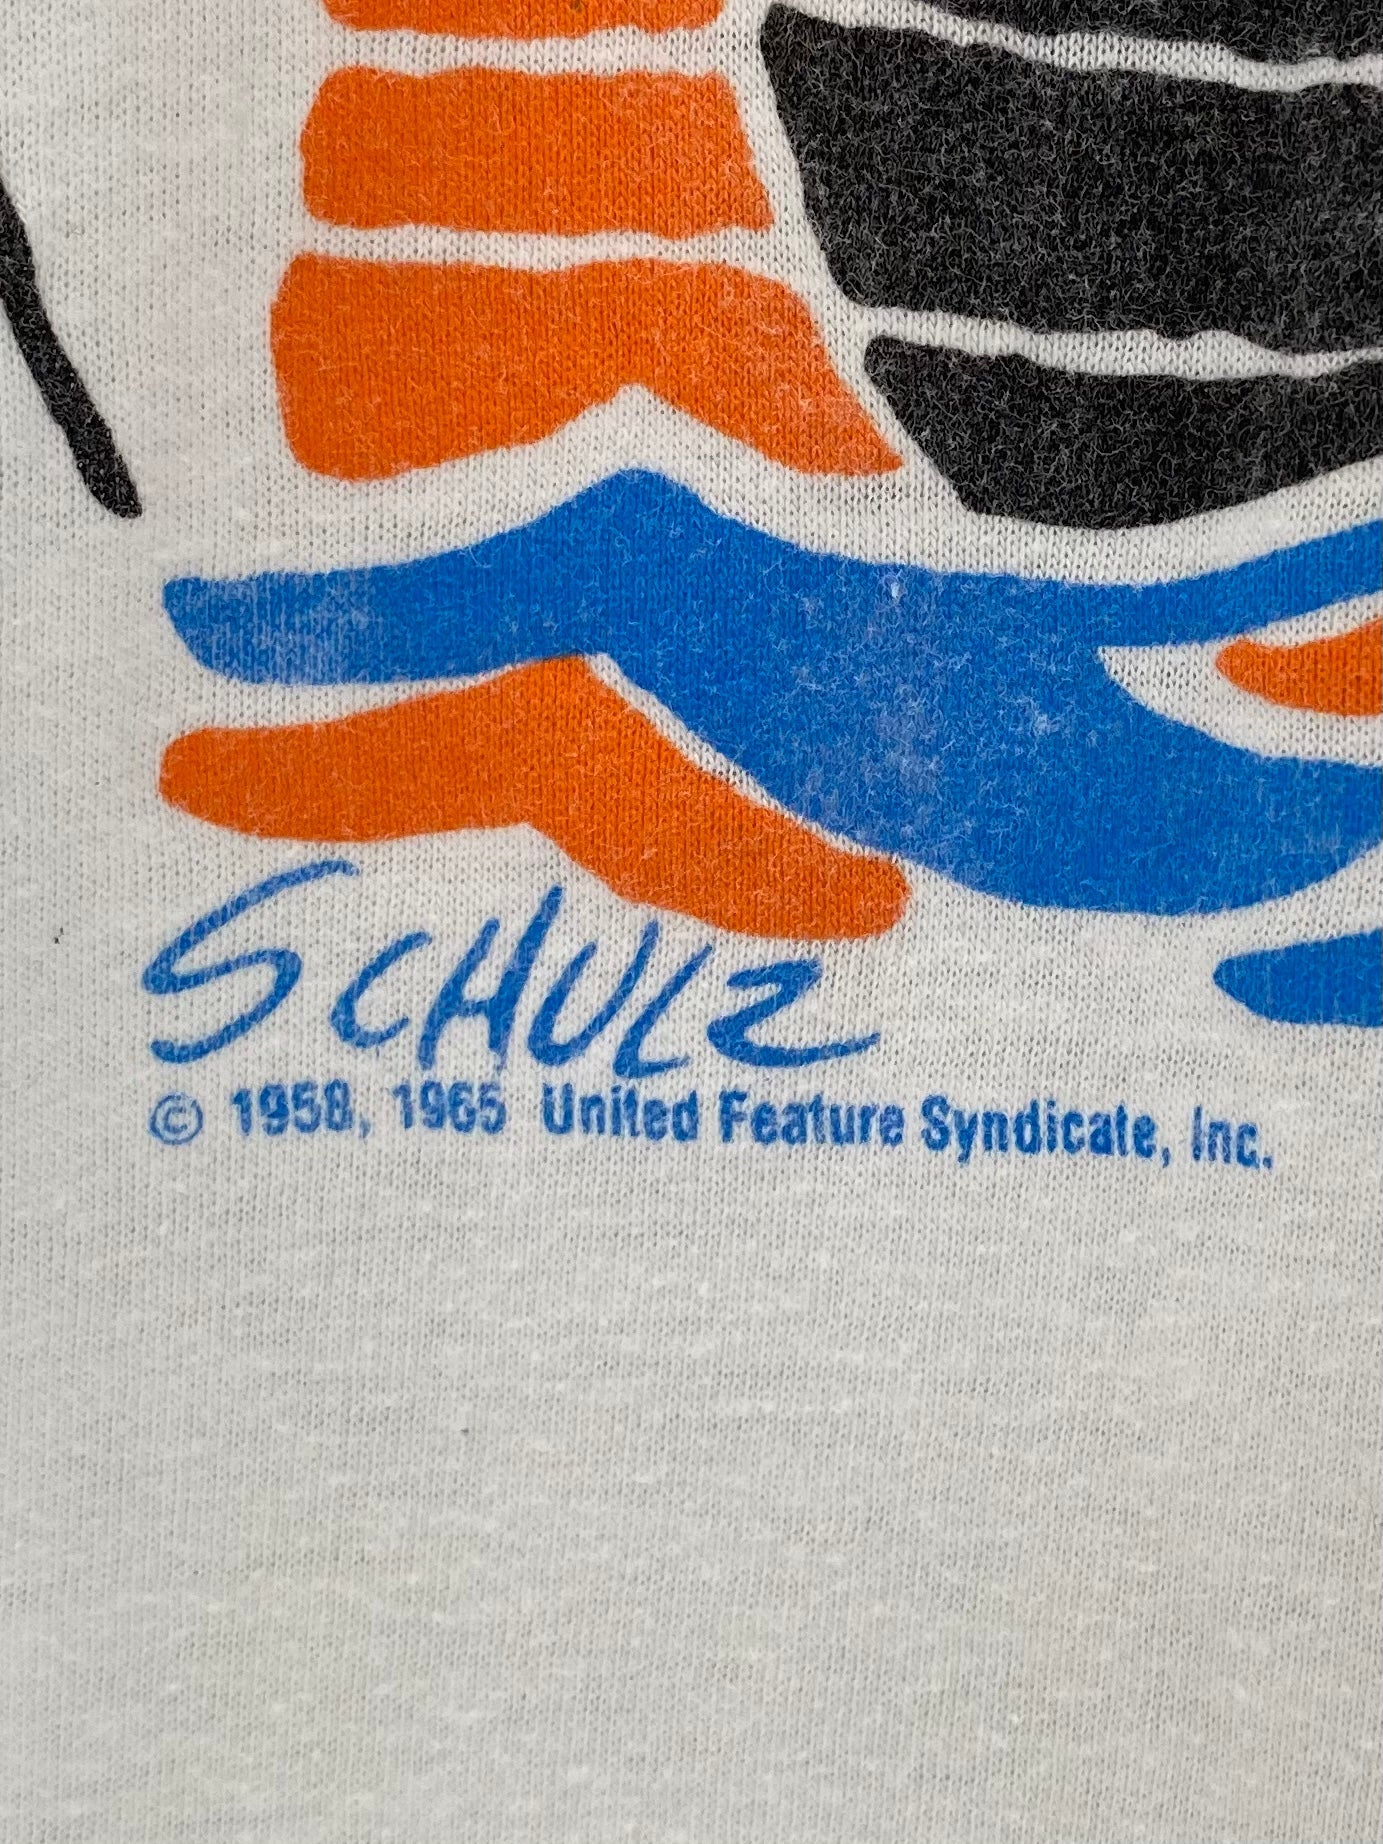 SCHULZ
© 1958, 1965 United Feature Syndicate, Inc.